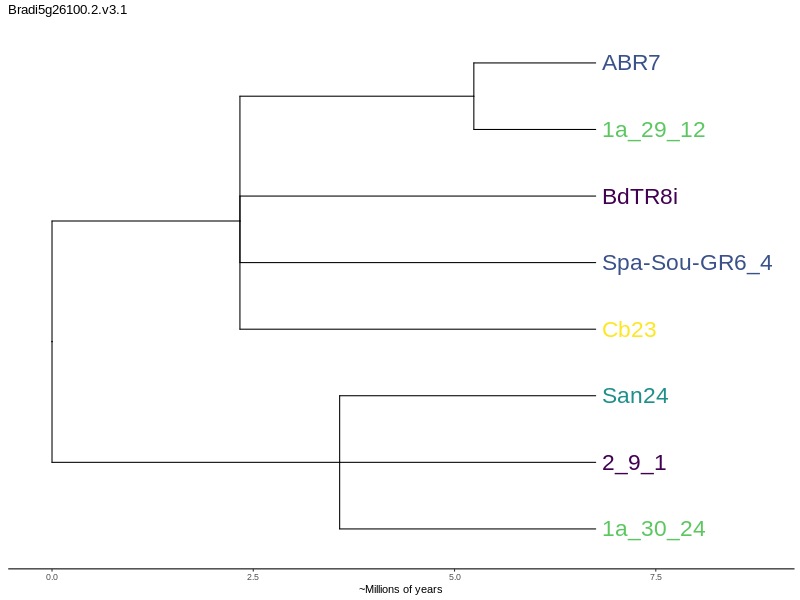 Bradi5g26100.2.v3.1
ABR7
1a_29_12
BdTR8i
Spa-Sou-GR6_4
Cb23
San24
2_9_1
1a_30_24
0.0 2.5 5.0 7.5
~Millions of years